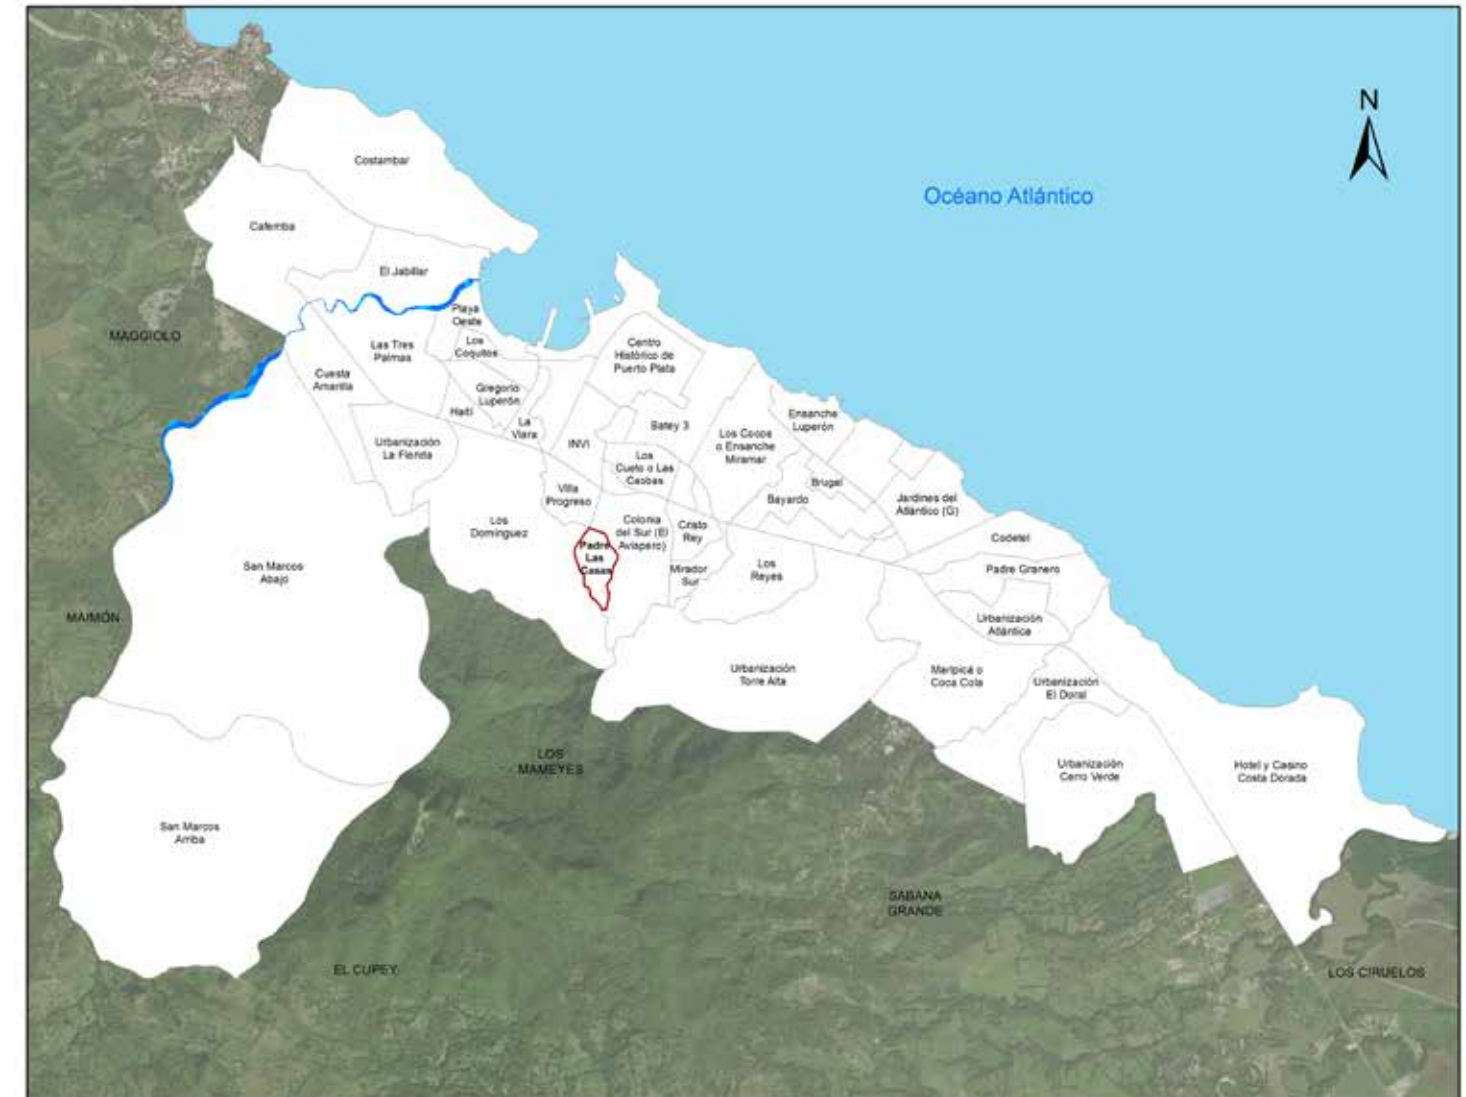 N
Océano Atlántico
Costambar
Cafemba
El Jabillar
MAGGIOLO
Playa
Oeste
Las Tres
Palmas
Los
Coquitos
Centro
Histórico de
Puerto Plata
Cuesta
Amarilla
Gregorio
Luperón
Haití
La
Viara
INVI
Batey 3
Ensanche
Luperón
Los Cocos
o Ensanche
Miramar
Urbanización
La Florida
Los
Cueto o Las
Caobas
Villa
Progreso
Brugal
Bayardo
Jardines del
Atlántico (G)
Los
Domínguez
Colonia
del Sur (El
Avispero)
Cristo
Rey
Codetel
Padre
Las
Casas
San Marcos
Abajo
Mirador
Sur
Los
Reyes
Padre Granero
MAIMÓN
Urbanización
Atlántica
Urbanización
Torre Alta
Maripicá o
Coca Cola
Urbanización
El Doral
LOS
MAMEYES
Urbanización
Cerro Verde
Hotel y Casino
Costa Dorada
San Marcos
Arriba
SABANA
GRANDE
EL CUPEY
LOS CIRUELOS